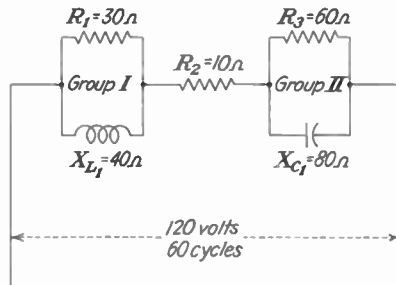 R1=30Ω
R3=60Ω
R2=10Ω
Group I
Group II
XL1=40Ω
XC1=80Ω
120 volts
60 cycles